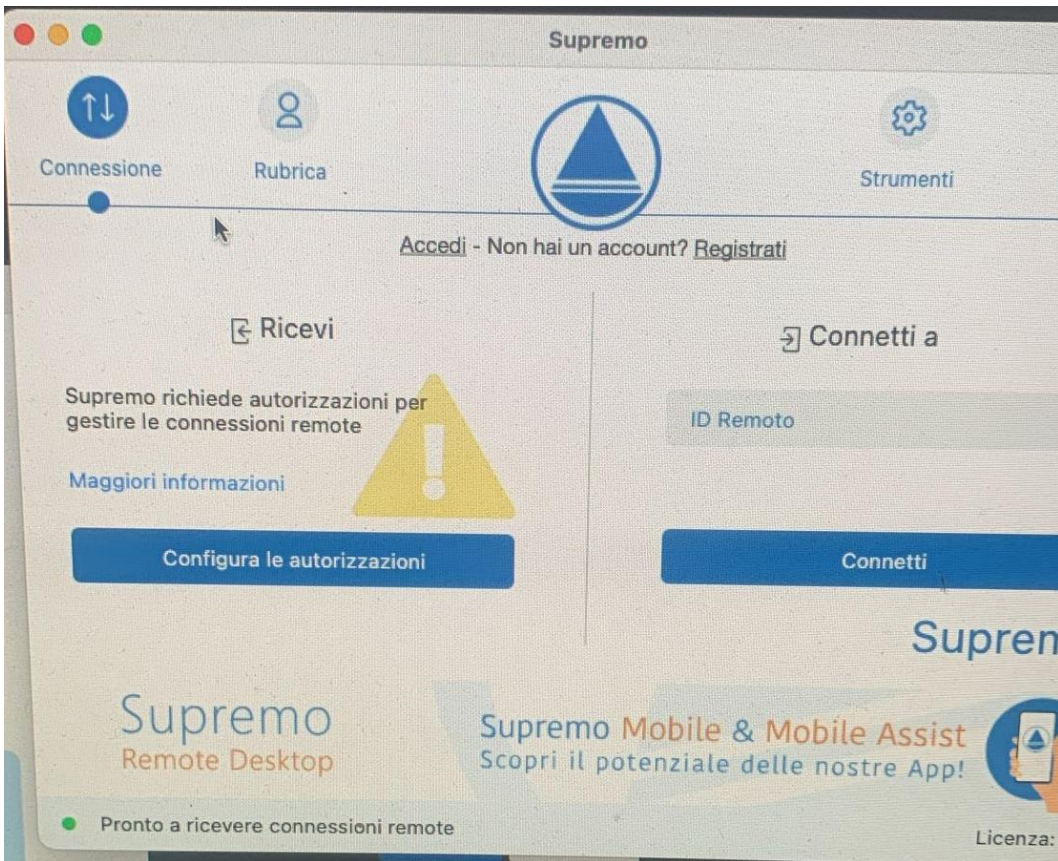 Supremo
Connessione
Rubrica
Strumenti
Accedi - Non hai un account? Registrati
Ricevi
Supremo richiede autorizzazioni per
gestire le connessioni remote
Maggiori informazioni
Configura le autorizzazioni
Connetti a
ID Remoto
Connetti
Supremo
Remote Desktop
Supremo Mobile & Mobile Assist
Scopri il potenziale delle nostre App!
Pronto a ricevere connessioni remote
Licenza: